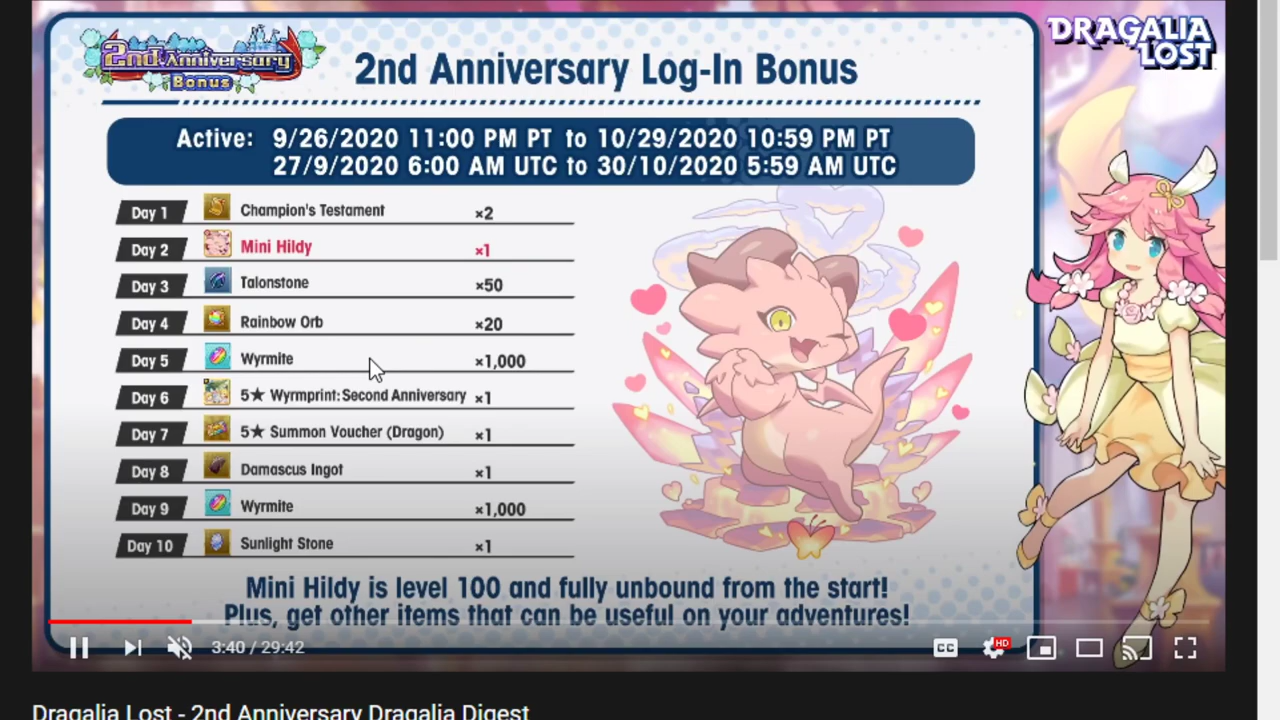 2nd Anniversary
Bonus
2nd Anniversary Log-In Bonus
DRAGALIA
LOST
Active: 9/26/2020 11:00 PM PT to 10/29/2020 10:59 PM PT
27/9/2020 6:00 AM UTC to 30/10/2020 5:59 AM UTC
Day 1 Champion's Testament ×2
Day 2 Mini Hildy ×1
Day 3 Talonstone ×50
Day 4 Rainbow Orb ×20
Day 5 Wyrmite ×1,000
Day 6 5★ Wyrmprint: Second Anniversary ×1
Day 7 5★ Summon Voucher (Dragon) ×1
Day 8 Damascus Ingot ×1
Day 9 Wyrmite ×1,000
Day 10 Sunlight Stone ×1
Mini Hildy is level 100 and fully unbound from the start!
Plus, get other items that can be useful on your adventures!
3:40 / 29:42 CC HD
Dragalia Lost - 2nd Anniversary Dragalia Digest